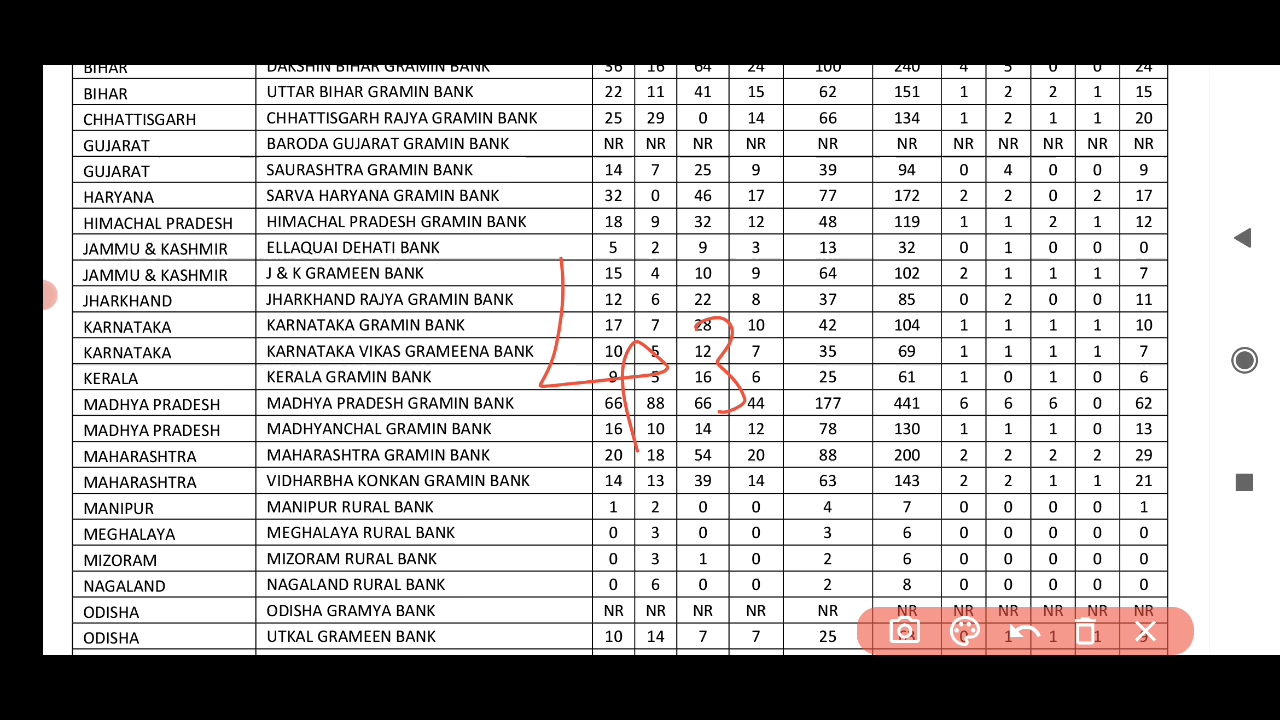 BIHAR DAKSHIN BIHAR GRAMIN BANK 36 16 64 24 100 240 4 5 0 0 24
BIHAR UTTAR BIHAR GRAMIN BANK 22 11 41 15 62 151 1 2 2 1 15
CHHATTISGARH CHHATTISGARH RAJYA GRAMIN BANK 25 29 0 14 66 134 1 2 1 1 20
GUJARAT BARODA GUJARAT GRAMIN BANK NR NR NR NR NR NR NR NR NR NR NR
GUJARAT SAURASHTRA GRAMIN BANK 14 7 25 9 39 94 0 4 0 0 9
HARYANA SARVA HARYANA GRAMIN BANK 32 0 46 17 77 172 2 2 0 2 17
HIMACHAL PRADESH HIMACHAL PRADESH GRAMIN BANK 18 9 32 12 48 119 1 1 2 1 12
JAMMU & KASHMIR ELLAQUAI DEHATI BANK 5 2 9 3 13 32 0 1 0 0 0
JAMMU & KASHMIR J & K GRAMEEN BANK 15 4 10 9 64 102 2 1 1 1 7
JHARKHAND JHARKHAND RAJYA GRAMIN BANK 12 6 22 8 37 85 0 2 0 0 11
KARNATAKA KARNATAKA GRAMIN BANK 17 7 28 10 42 104 1 1 1 1 10
KARNATAKA KARNATAKA VIKAS GRAMEENA BANK 10 5 12 7 35 69 1 1 1 1 7
KERALA KERALA GRAMIN BANK 9 5 16 6 25 61 1 0 1 0 6
MADHYA PRADESH MADHYA PRADESH GRAMIN BANK 66 88 66 44 177 441 6 6 6 0 62
MADHYA PRADESH MADHYANCHAL GRAMIN BANK 16 10 14 12 78 130 1 1 1 0 13
MAHARASHTRA MAHARASHTRA GRAMIN BANK 20 18 54 20 88 200 2 2 2 2 29
MAHARASHTRA VIDHARBHA KONKAN GRAMIN BANK 14 13 39 14 63 143 2 2 1 1 21
MANIPUR MANIPUR RURAL BANK 1 2 0 0 4 7 0 0 0 0 1
MEGHALAYA MEGHALAYA RURAL BANK 0 3 0 0 3 6 0 0 0 0 0
MIZORAM MIZORAM RURAL BANK 0 3 1 0 2 6 0 0 0 0 0
NAGALAND NAGALAND RURAL BANK 0 6 0 0 2 8 0 0 0 0 0
ODISHA ODISHA GRAMYA BANK NR NR NR NR NR NR NR NR NR NR NR
ODISHA UTKAL GRAMEEN BANK 10 14 7 7 25 0 1 1 1 9